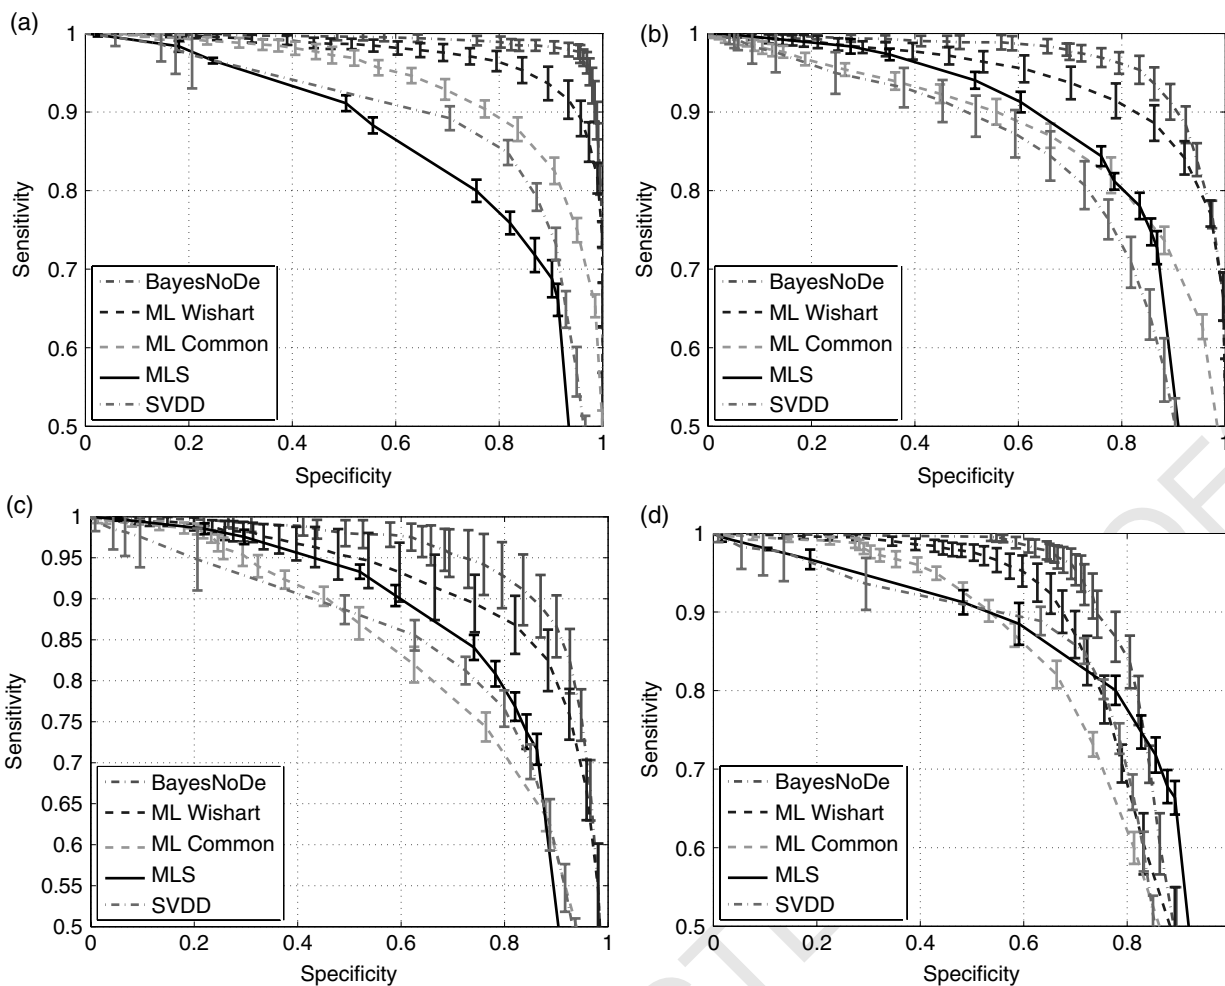 (a)
1
0.9
0.8
0.7
0.6
0.5
Sensitivity
BayesNoDe
ML Wishart
ML Common
MLS
SVDD
0 0.2 0.4 0.6 0.8 1
Specificity
(b)
1
0.9
0.8
0.7
0.6
0.5
Sensitivity
BayesNoDe
ML Wishart
ML Common
MLS
SVDD
0 0.2 0.4 0.6 0.8 1
Specificity
(c)
1
0.95
0.9
0.85
0.8
0.75
0.7
0.65
0.6
0.55
0.5
Sensitivity
BayesNoDe
ML Wishart
ML Common
MLS
SVDD
0 0.2 0.4 0.6 0.8 1
Specificity
(d)
1
0.9
0.8
0.7
0.6
0.5
Sensitivity
BayesNoDe
ML Wishart
ML Common
MLS
SVDD
0 0.2 0.4 0.6 0.8
Specificity